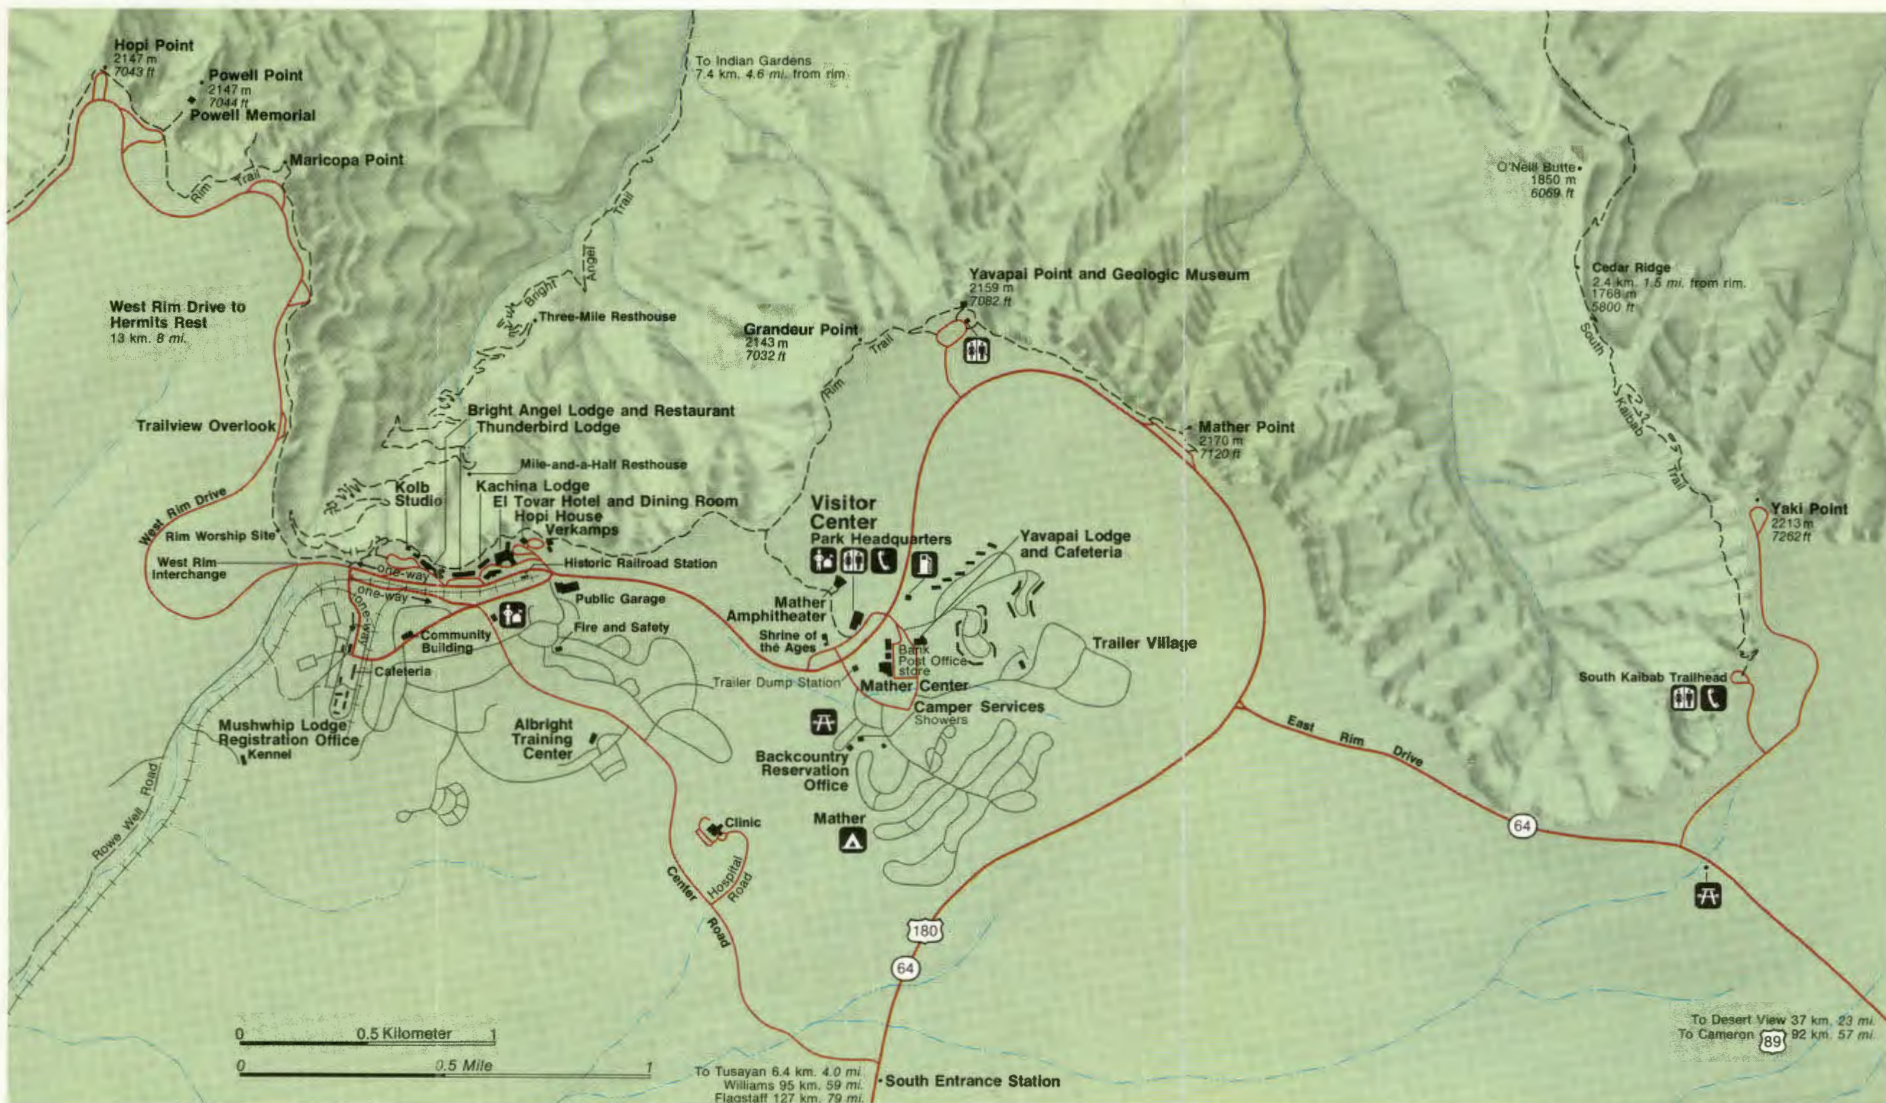 Hopi Point
2147 m
7043 ft
Powell Point
2147 m
7044 ft
Powell Memorial
Maricopa Point
Rim Trail
To Indian Gardens
7.4 km. 4.6 mi. from rim
O'Neill Butte
1850 m
6069 ft
Cedar Ridge
2.4 km. 1.5 mi. from rim.
1768 m
5800 ft
South Kaibab Trail
West Rim Drive to
Hermits Rest
13 km. 8 mi.
Bright Angel Trail
Three-Mile Resthouse
Yavapai Point and Geologic Museum
2159 m
7082 ft
Grandeur Point
2143 m
7032 ft
Rim Trail
Mather Point
2170 m
7120 ft
Trailview Overlook
Bright Angel Lodge and Restaurant
Thunderbird Lodge
Mile-and-a-Half Resthouse
Kolb
Studio
Kachina Lodge
El Tovar Hotel and Dining Room
Hopi House
Verkamps
Historic Railroad Station
West Rim Drive
Rim Worship Site
West Rim
Interchange
one-way
one-way
one-way
Visitor
Center
Park Headquarters
Yavapai Lodge
and Cafeteria
Yaki Point
2213 m
7262 ft
Public Garage
Community
Building
Fire and Safety
Cafeteria
Mather
Amphitheater
Shrine of
the Ages
Bank
Post Office
store
Mather Center
Trailer Village
Trailer Dump Station
Camper Services
Showers
South Kaibab Trailhead
Mushwhip Lodge
Registration Office
Kennel
Albright
Training
Center
Backcountry
Reservation
Office
East Rim Drive
Rowe Well Road
Clinic
Hospital
Road
Center Road
Mather
64
180
64
0 0.5 Kilometer 1
0 0.5 Mile 1
To Tusayan 6.4 km. 4.0 mi.
Williams 95 km. 59 mi.
Flagstaff 127 km. 79 mi.
South Entrance Station
To Desert View 37 km. 23 mi.
To Cameron 89 92 km. 57 mi.